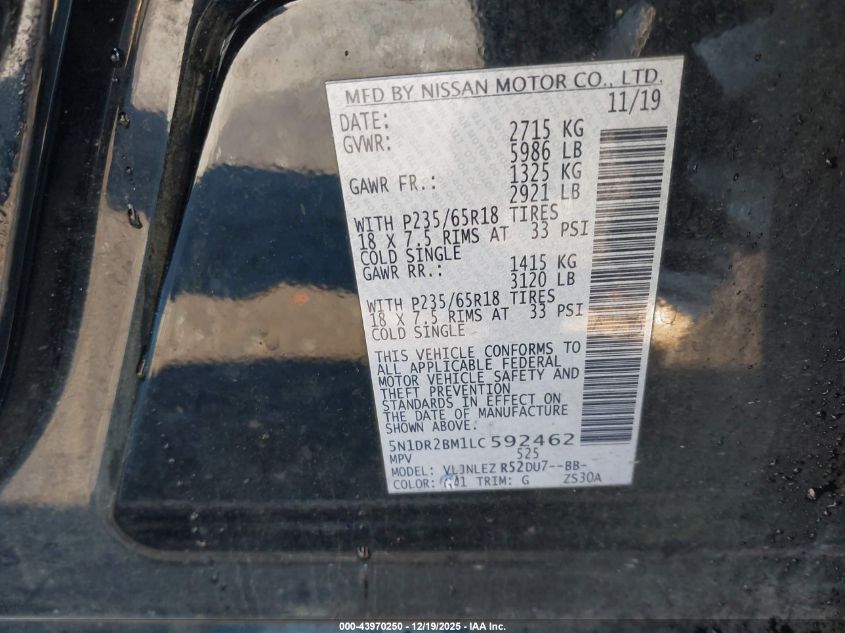 MFD BY NISSAN MOTOR CO., LTD.
DATE: 11/19
GVWR: 2715 KG
5986 LB
GAWR FR.: 1325 KG
2921 LB
WITH P235/65R18 TIRES
18 X 7.5 RIMS AT 33 PSI
COLD SINGLE
GAWR RR.: 1415 KG
3120 LB
WITH P235/65R18 TIRES
18 X 7.5 RIMS AT 33 PSI
COLD SINGLE
THIS VEHICLE CONFORMS TO
ALL APPLICABLE FEDERAL
MOTOR VEHICLE SAFETY AND
THEFT PREVENTION
STANDARDS IN EFFECT ON
THE DATE OF MANUFACTURE
SHOWN ABOVE.
5N1DR2BM1LC592462
MPV 525
MODEL: VLJNLEZ R52DU7--BB-
COLOR: TRIM: G ZS30A
000-43970250 - 12/19/2025 - IAA Inc.